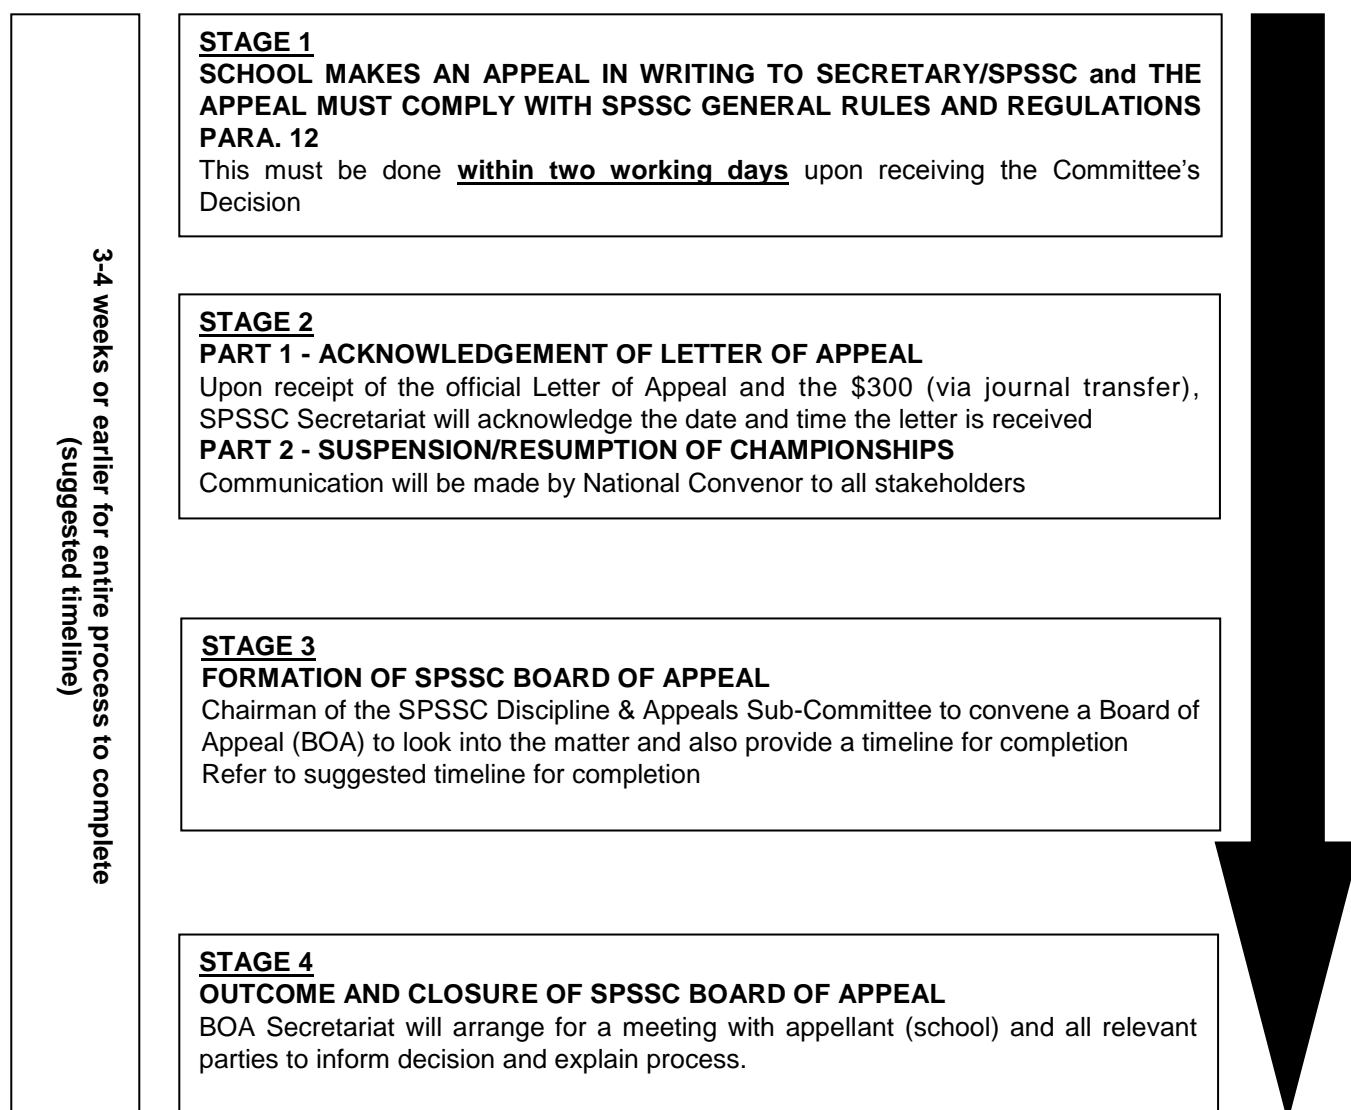 3-4 weeks or earlier for entire process to complete
(suggested timeline)
STAGE 1
SCHOOL MAKES AN APPEAL IN WRITING TO SECRETARY/SPSSC and THE
APPEAL MUST COMPLY WITH SPSSC GENERAL RULES AND REGULATIONS
PARA. 12
This must be done within two working days upon receiving the Committee's
Decision
STAGE 2
PART 1 - ACKNOWLEDGEMENT OF LETTER OF APPEAL
Upon receipt of the official Letter of Appeal and the $300 (via journal transfer),
SPSSC Secretariat will acknowledge the date and time the letter is received
PART 2 - SUSPENSION/RESUMPTION OF CHAMPIONSHIPS
Communication will be made by National Convenor to all stakeholders
STAGE 3
FORMATION OF SPSSC BOARD OF APPEAL
Chairman of the SPSSC Discipline & Appeals Sub-Committee to convene a Board of
Appeal (BOA) to look into the matter and also provide a timeline for completion
Refer to suggested timeline for completion
STAGE 4
OUTCOME AND CLOSURE OF SPSSC BOARD OF APPEAL
BOA Secretariat will arrange for a meeting with appellant (school) and all relevant
parties to inform decision and explain process.